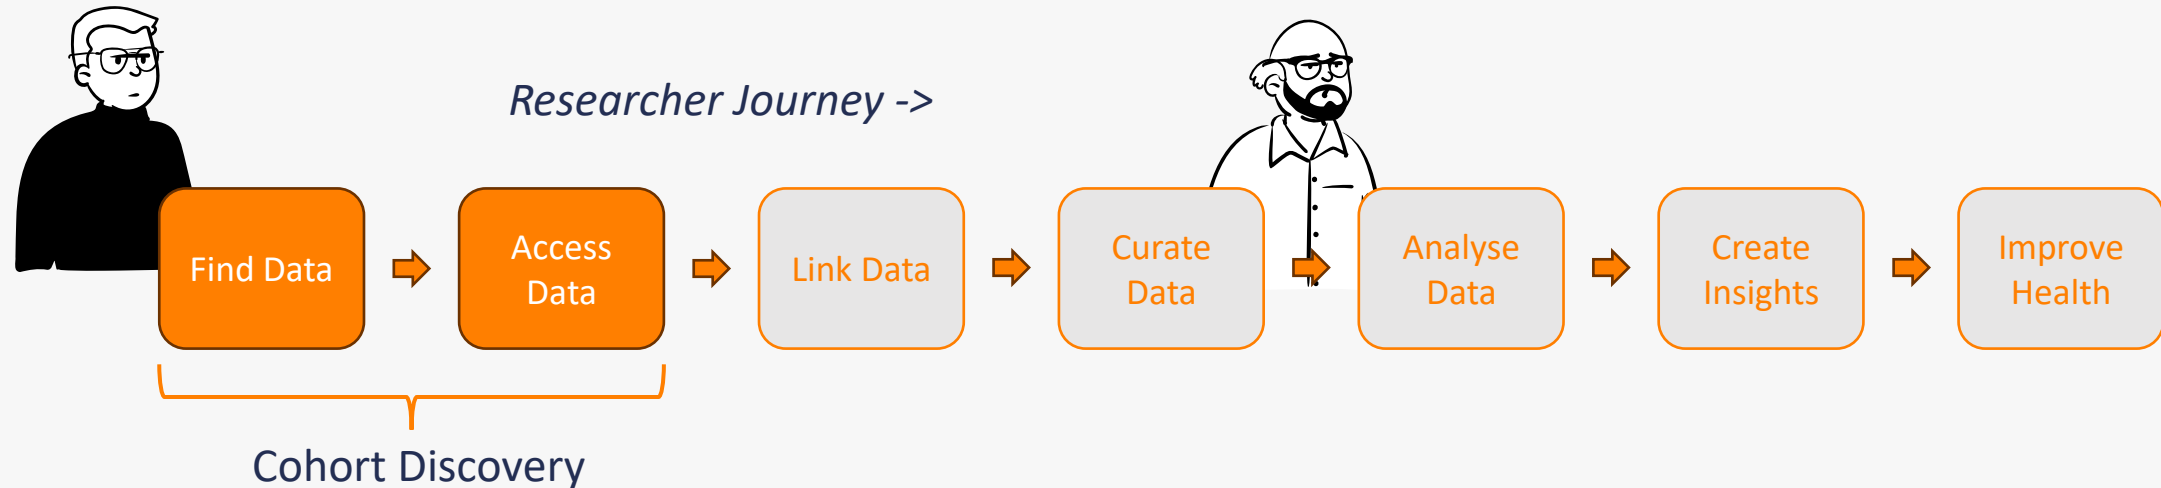 Researcher Journey ->
Find Data
Access
Data
Link Data
Curate
Data
Analyse
Data
Create
Insights
Improve
Health
Cohort Discovery